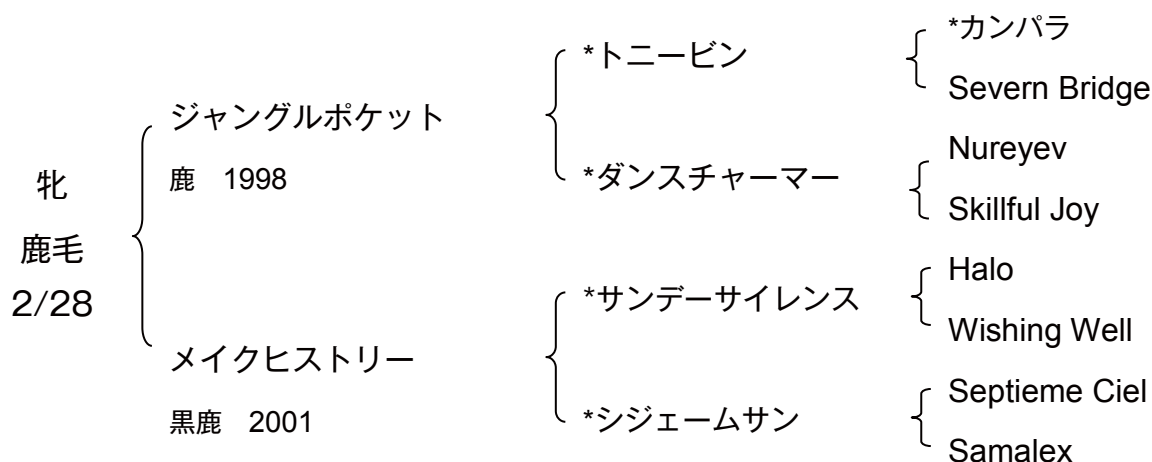 牝
鹿毛
2/28
ジャングルポケット
鹿 1998
メイクヒストリー
黒鹿 2001
*トニービン
*ダンスチャーマー
*サンデーサイレンス
*シジェームサン
*カンパラ
Severn Bridge
Nureyev
Skillful Joy
Halo
Wishing Well
Septieme Ciel
Samalex